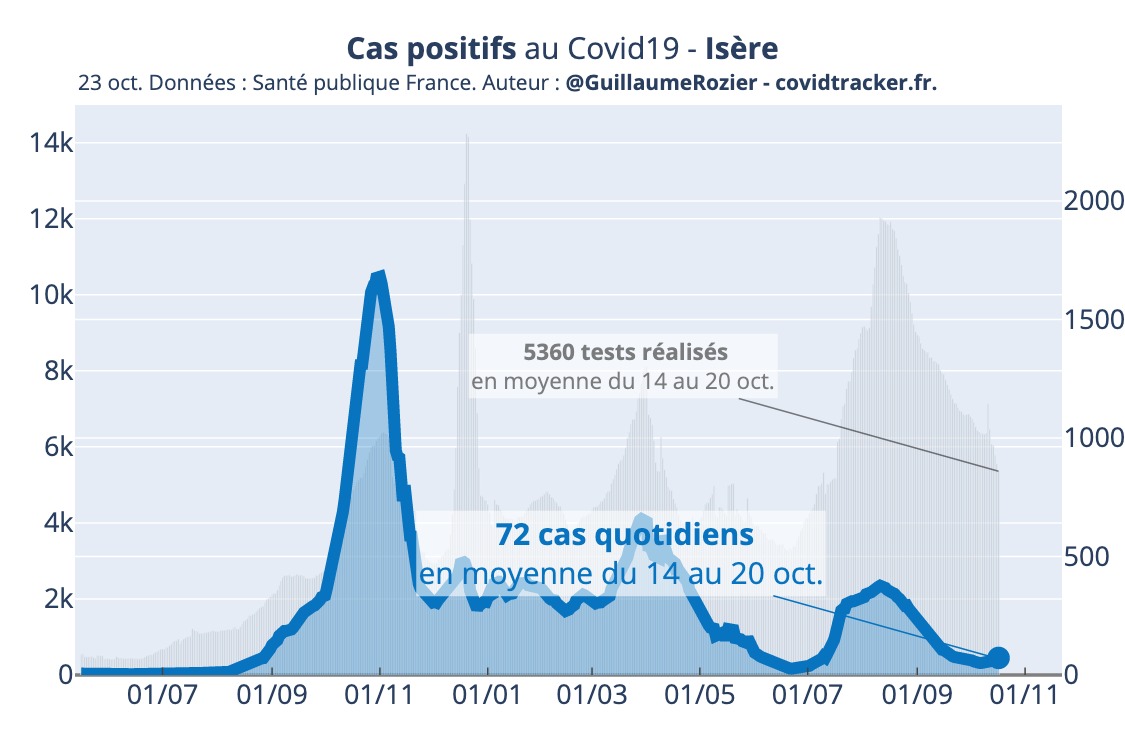 Cas positifs au Covid19 - Isère
23 oct. Données : Santé publique France. Auteur : @GuillaumeRozier - covidtracker.fr.
14k
12k
10k
8k
6k
4k
2k
0
2000
1500
1000
500
0
5360 tests réalisés
en moyenne du 14 au 20 oct.
72 cas quotidiens
en moyenne du 14 au 20 oct.
01/07 01/09 01/11 01/01 01/03 01/05 01/07 01/09 01/11